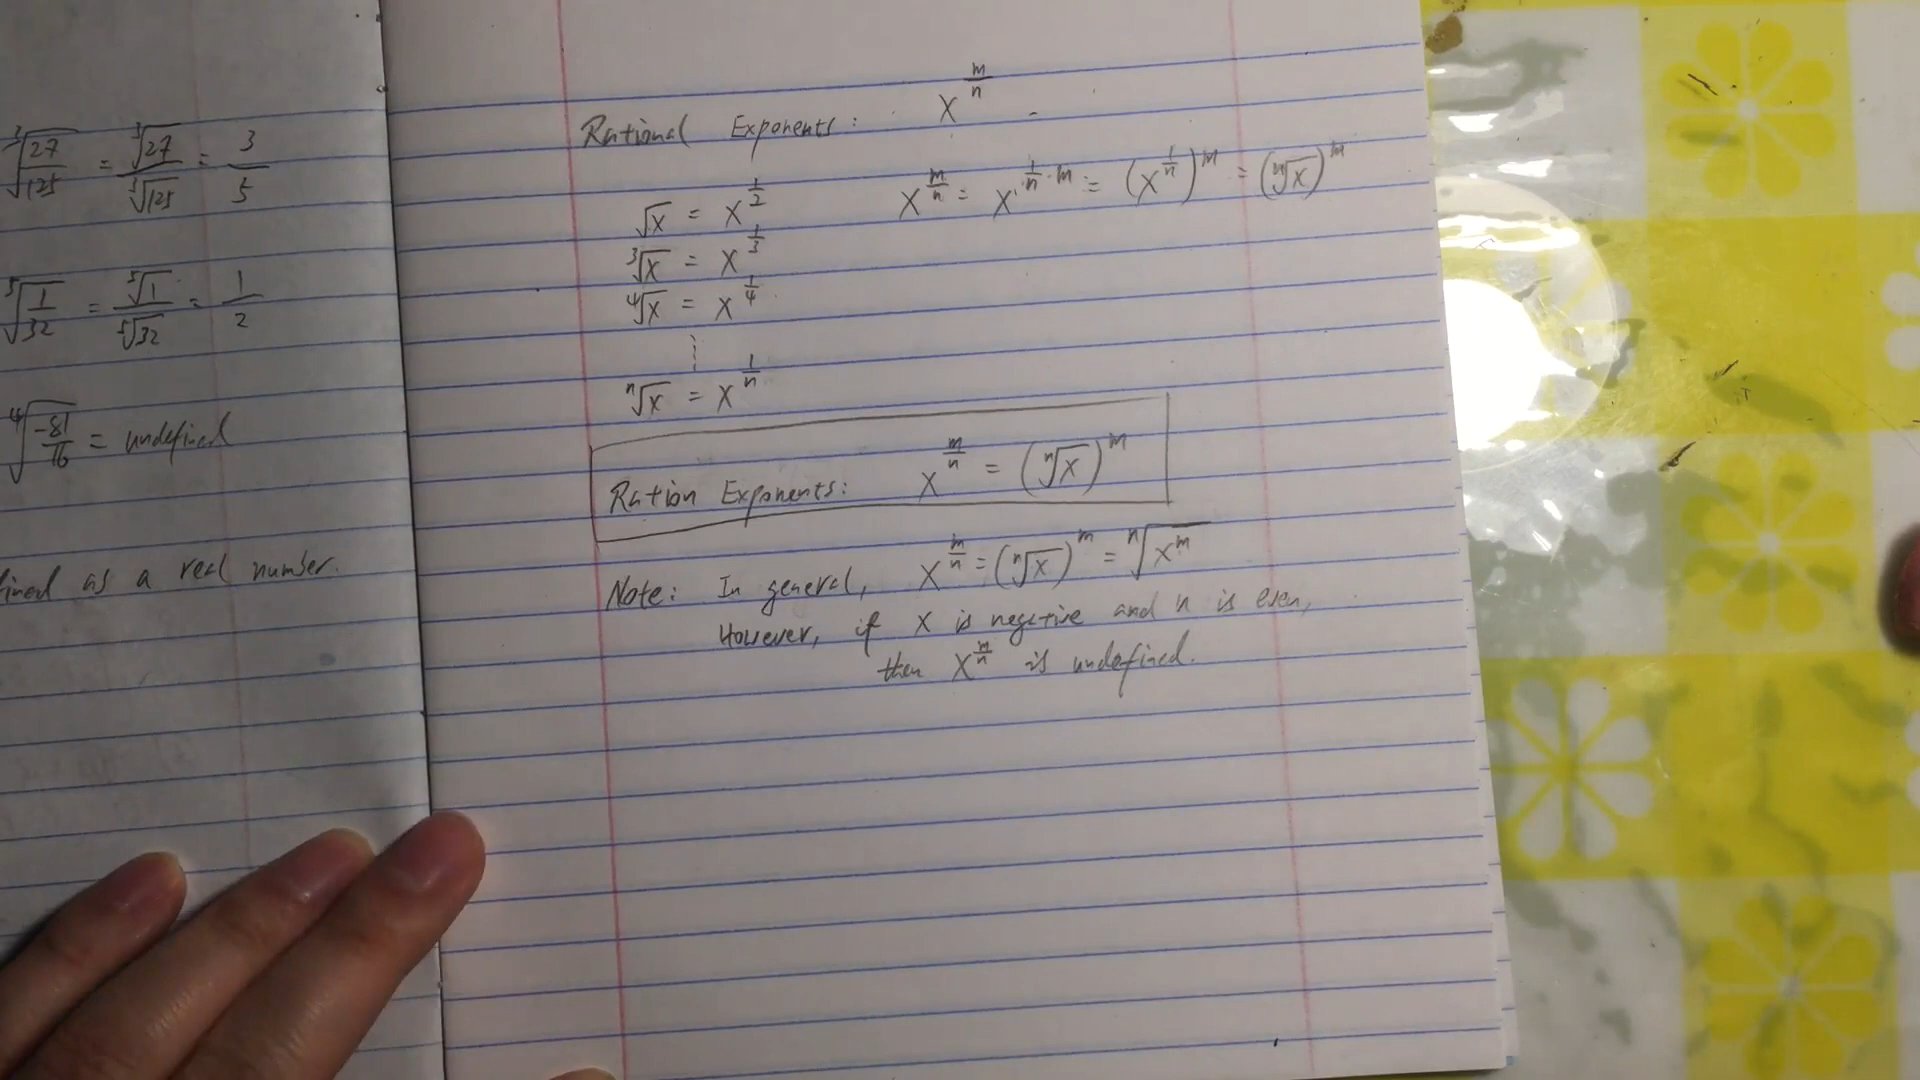 ∛(27/125) = ∛27/∛125 = 3/5
⁵√(1/32) = ⁵√1/⁵√32 = 1/2
⁴√(-81/16) = undefined
fined as a real number.
Rational Exponents: x^(m/n)
√x = x^(1/2)
x^(m/n) = x^(1/n · m) = (x^(1/n))^m = (ⁿ√x)^m
³√x = x^(1/3)
⁴√x = x^(1/4)
ⁿ√x = x^(1/n)
Ration Exponents: x^(m/n) = (ⁿ√x)^m
Note: In general, x^(m/n) = (ⁿ√x)^m = ⁿ√(x^m)
However, if x is negative and n is even,
then x^(m/n) is undefined.